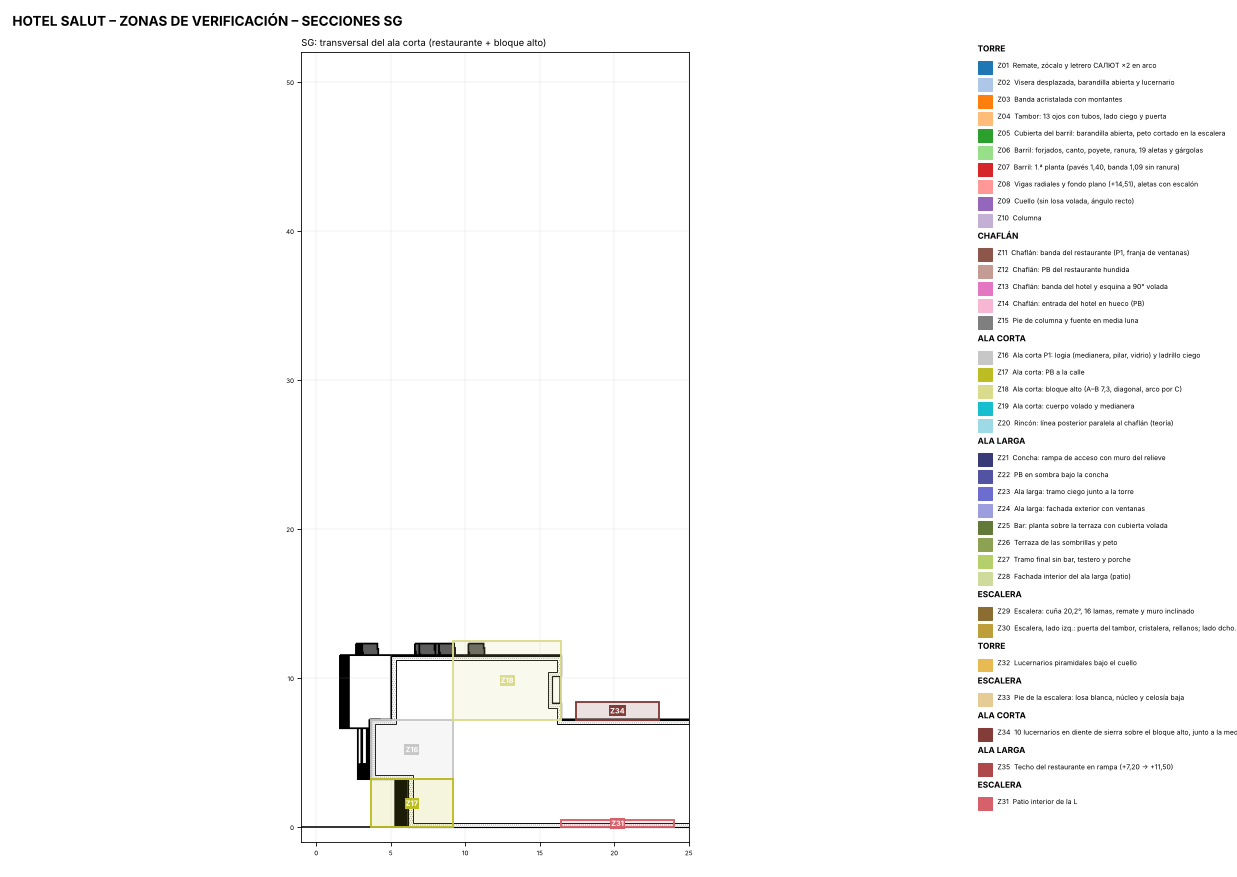 HOTEL SALUT – ZONAS DE VERIFICACIÓN – SECCIONES SG
SG: transversal del ala corta (restaurante + bloque alto)
50
40
30
20
10
0
0
5
10
15
20
25
Z18
Z34
Z16
Z17
Z31
TORRE
Z01 Remate, zócalo y letrero САЛЮТ ×2 en arco
Z02 Visera desplazada, barandilla abierta y lucernario
Z03 Banda acristalada con montantes
Z04 Tambor: 13 ojos con tubos, lado ciego y puerta
Z05 Cubierta del barril: barandilla abierta, peto cortado en la escalera
Z06 Barril: forjados, canto, poyete, ranura, 19 aletas y gárgolas
Z07 Barril: 1.ª planta (pavés 1,40, banda 1,09 sin ranura)
Z08 Vigas radiales y fondo plano (+14,51), aletas con escalón
Z09 Cuello (sin losa volada, ángulo recto)
Z10 Columna
CHAFLÁN
Z11 Chaflán: banda del restaurante (P1, franja de ventanas)
Z12 Chaflán: PB del restaurante hundida
Z13 Chaflán: banda del hotel y esquina a 90° volada
Z14 Chaflán: entrada del hotel en hueco (PB)
Z15 Pie de columna y fuente en media luna
ALA CORTA
Z16 Ala corta P1: logia (medianera, pilar, vidrio) y ladrillo ciego
Z17 Ala corta: PB a la calle
Z18 Ala corta: bloque alto (A–B 7,3, diagonal, arco por C)
Z19 Ala corta: cuerpo volado y medianera
Z20 Rincón: línea posterior paralela al chaflán (teoría)
ALA LARGA
Z21 Concha: rampa de acceso con muro del relieve
Z22 PB en sombra bajo la concha
Z23 Ala larga: tramo ciego junto a la torre
Z24 Ala larga: fachada exterior con ventanas
Z25 Bar: planta sobre la terraza con cubierta volada
Z26 Terraza de las sombrillas y peto
Z27 Tramo final sin bar, testero y porche
Z28 Fachada interior del ala larga (patio)
ESCALERA
Z29 Escalera: cuña 20,2°, 16 lamas, remate y muro inclinado
Z30 Escalera, lado izq.: puerta del tambor, cristalera, rellanos; lado dcho.
TORRE
Z32 Lucernarios piramidales bajo el cuello
ESCALERA
Z33 Pie de la escalera: losa blanca, núcleo y celosía baja
ALA CORTA
Z34 10 lucernarios en diente de sierra sobre el bloque alto, junto a la med
ALA LARGA
Z35 Techo del restaurante en rampa (+7,20 → +11,50)
ESCALERA
Z31 Patio interior de la L